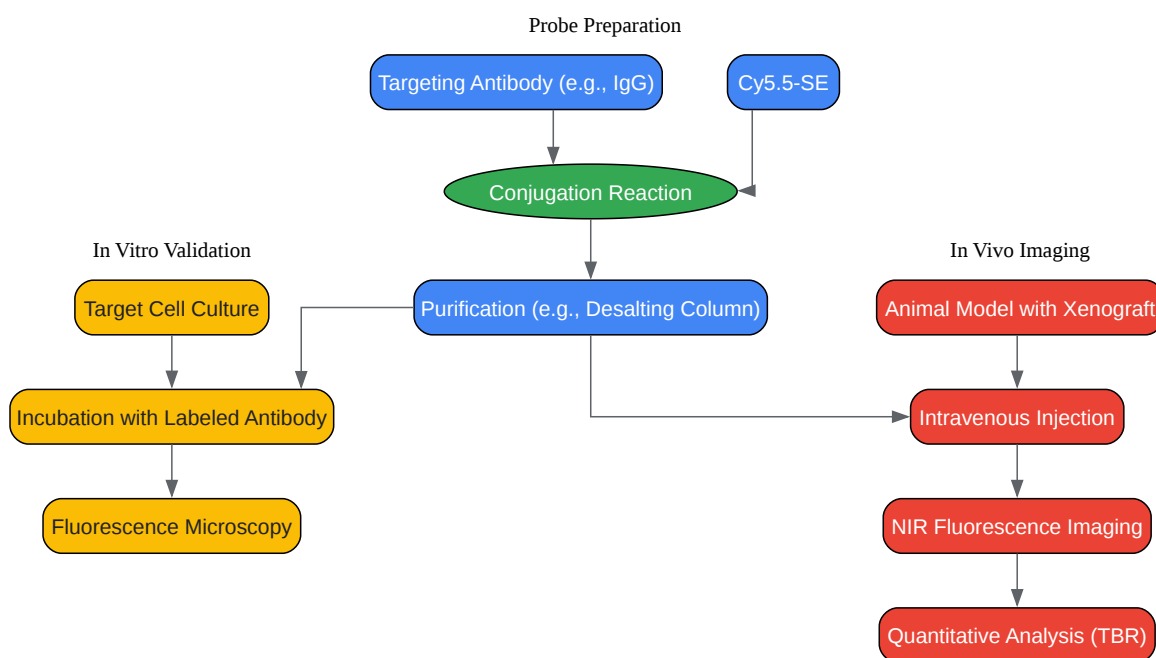 Probe Preparation
Targeting Antibody (e.g., IgG)
Cy5.5-SE
Conjugation Reaction
In Vitro Validation
In Vivo Imaging
Target Cell Culture
Purification (e.g., Desalting Column)
Animal Model with Xenograft
Incubation with Labeled Antibody
Intravenous Injection
Fluorescence Microscopy
NIR Fluorescence Imaging
Quantitative Analysis (TBR)